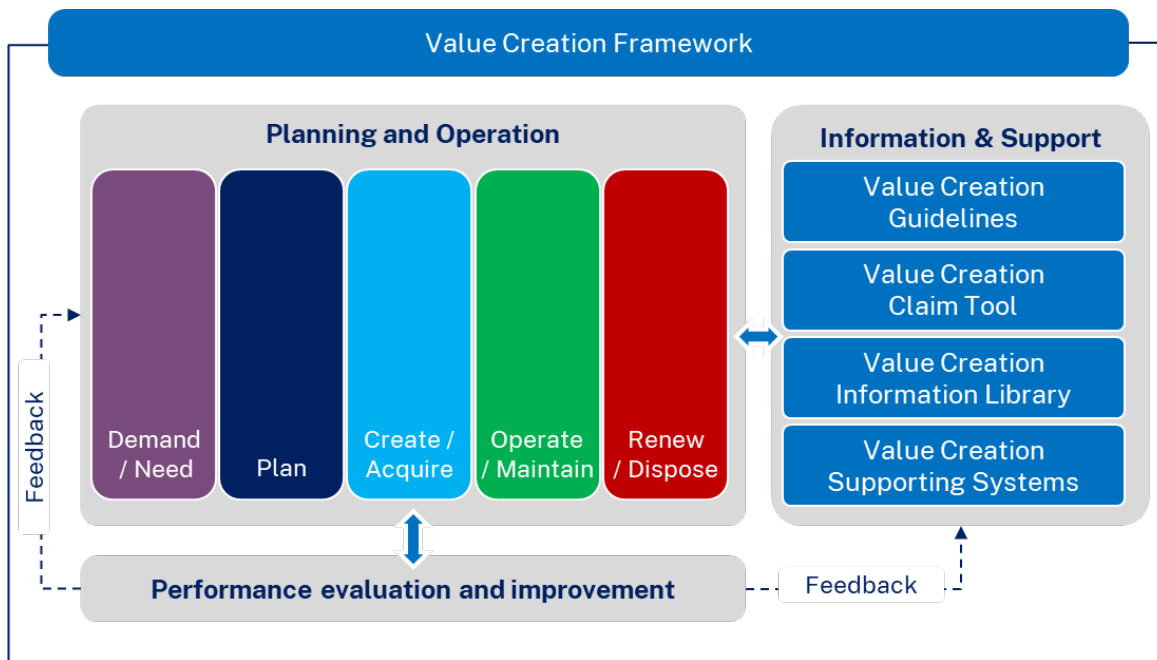 Value Creation Framework
Planning and Operation
Demand
/ Need
Plan
Create /
Acquire
Operate
/ Maintain
Renew
/ Dispose
Information & Support
Value Creation
Guidelines
Value Creation
Claim Tool
Value Creation
Information Library
Value Creation
Supporting Systems
Feedback
Performance evaluation and improvement
Feedback